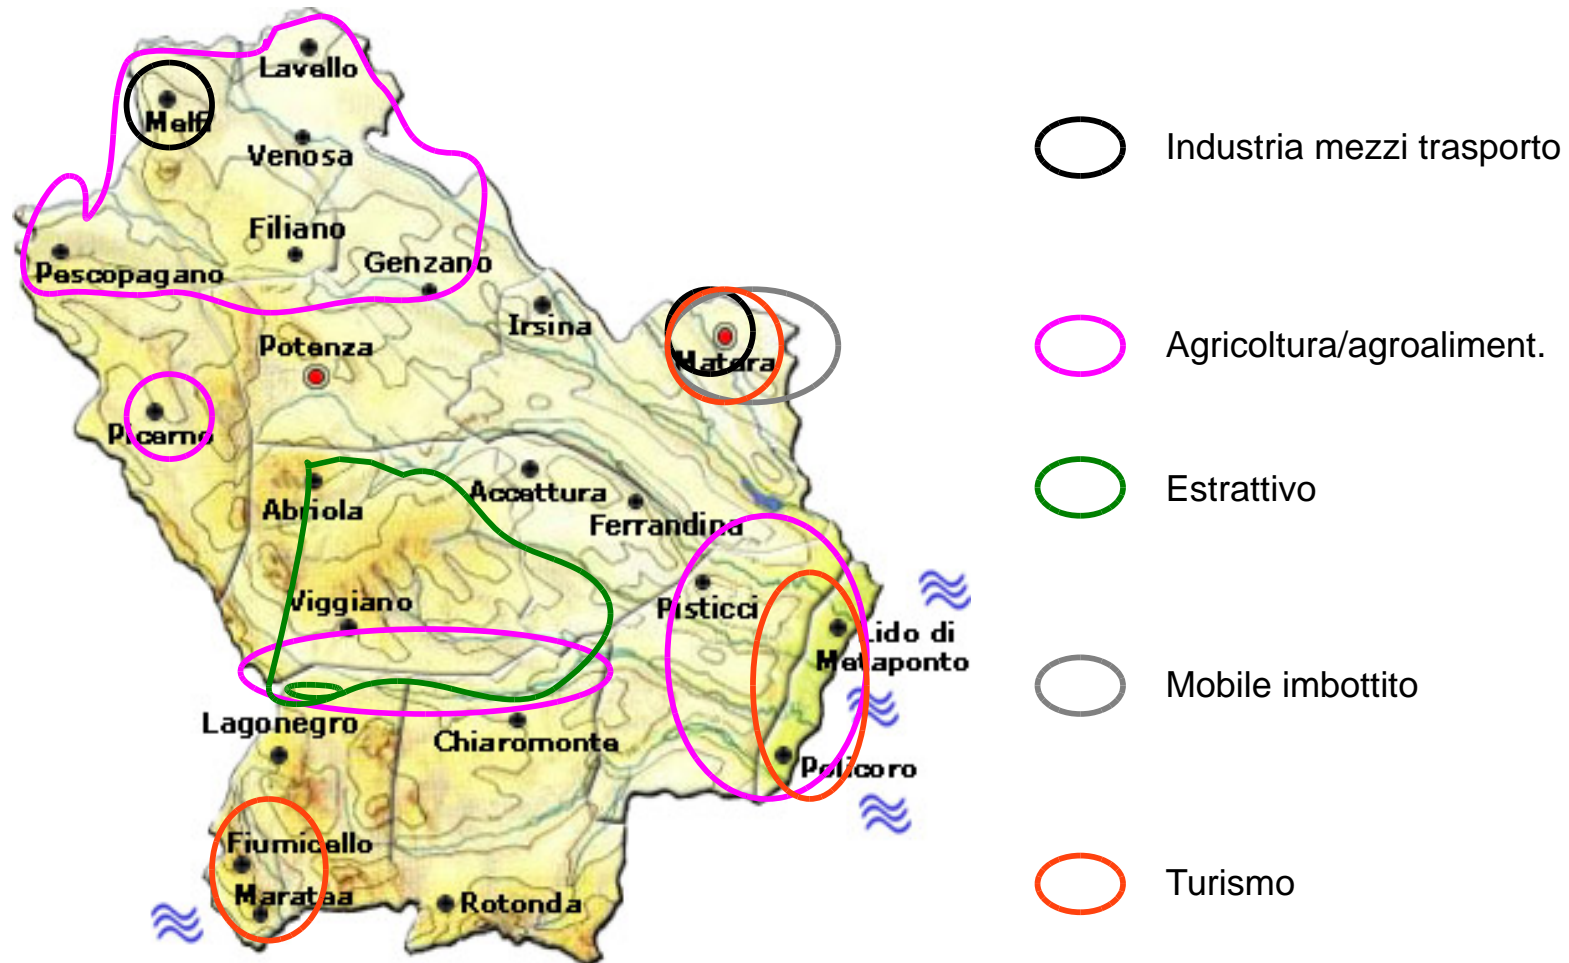 Lavello
Melfi
Venosa
Filiano
Pescopagano
Genzano
Irsina
Potenza
Matera
Picerno
Abriola
Accettura
Ferrandina
Viggiano
Pisticci
Lido di
Metaponto
Lagonegro
Chiaromonte
Policoro
Fiumicello
Marataa
Rotonda
Industria mezzi trasporto
Agricoltura/agroaliment.
Estrattivo
Mobile imbottito
Turismo